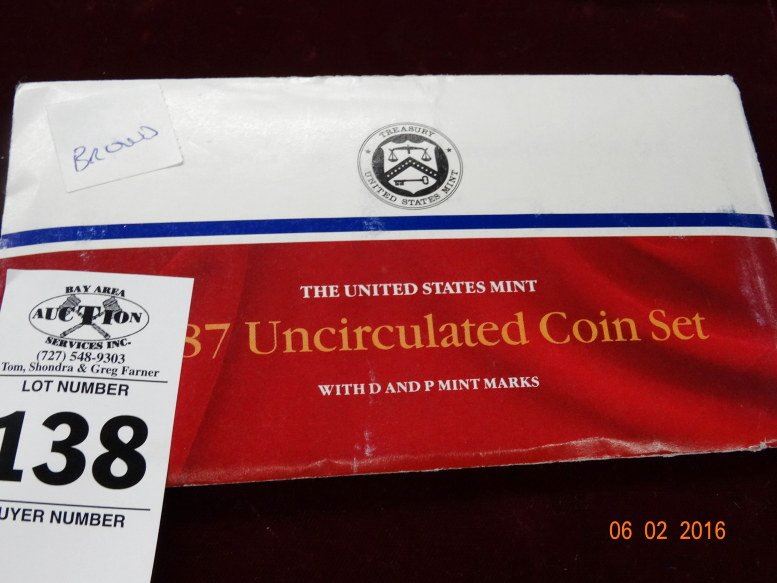 BROWD
TREASURY
UNITED STATES MINT
THE UNITED STATES MINT
87 Uncirculated Coin Set
WITH D AND P MINT MARKS
BAY AREA
AUCTION
SERVICES INC.
(727) 548-9303
Tom, Shondra & Greg Farner
LOT NUMBER
138
UYER NUMBER
06 02 2016